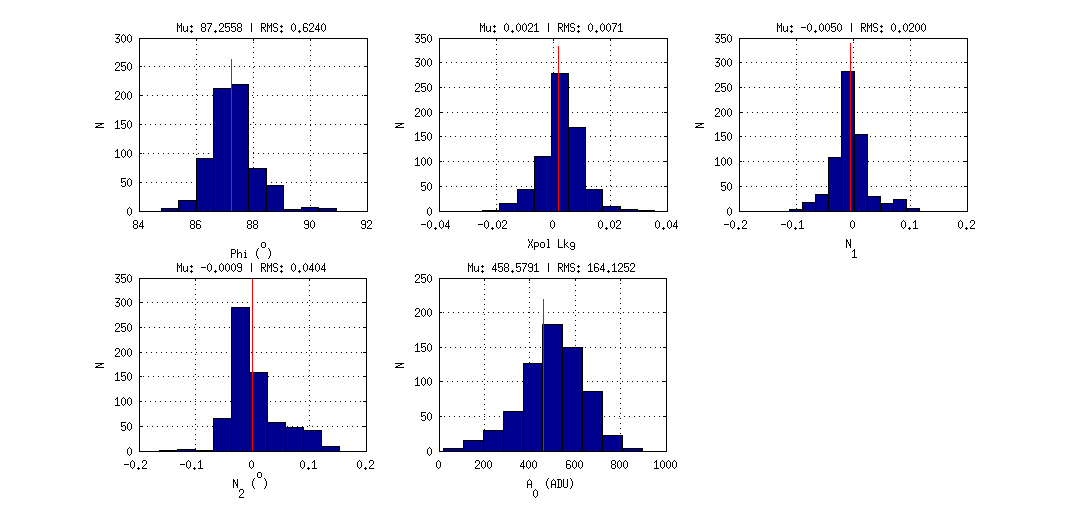 Mu: 87.2558 | RMS: 0.6240
300
250
200
150
100
50
0
N
84 86 88 90 92
Phi (o)
Mu: 0.0021 | RMS: 0.0071
350
300
250
200
150
100
50
0
N
-0.04 -0.02 0 0.02 0.04
Xpol Lkg
Mu: -0.0050 | RMS: 0.0200
350
300
250
200
150
100
50
0
N
-0.2 -0.1 0 0.1 0.2
N1
Mu: -0.0009 | RMS: 0.0404
350
300
250
200
150
100
50
0
N
-0.2 -0.1 0 0.1 0.2
N2 (o)
Mu: 458.5791 | RMS: 164.1252
250
200
150
100
50
0
N
0 200 400 600 800 1000
A0 (ADU)